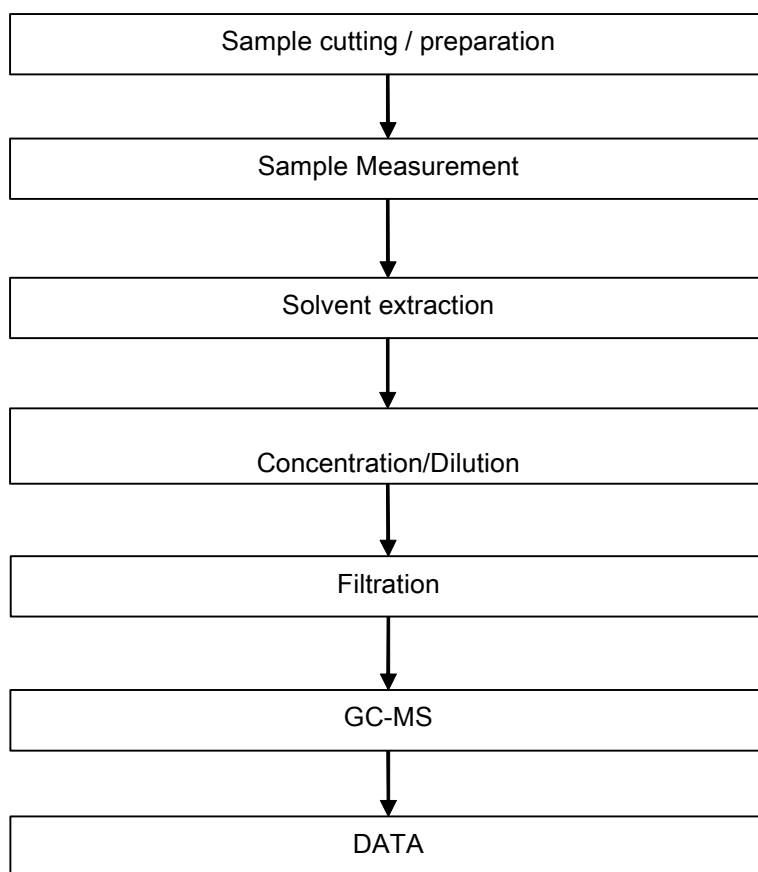 Sample cutting / preparation
Sample Measurement
Solvent extraction
Concentration/Dilution
Filtration
GC-MS
DATA